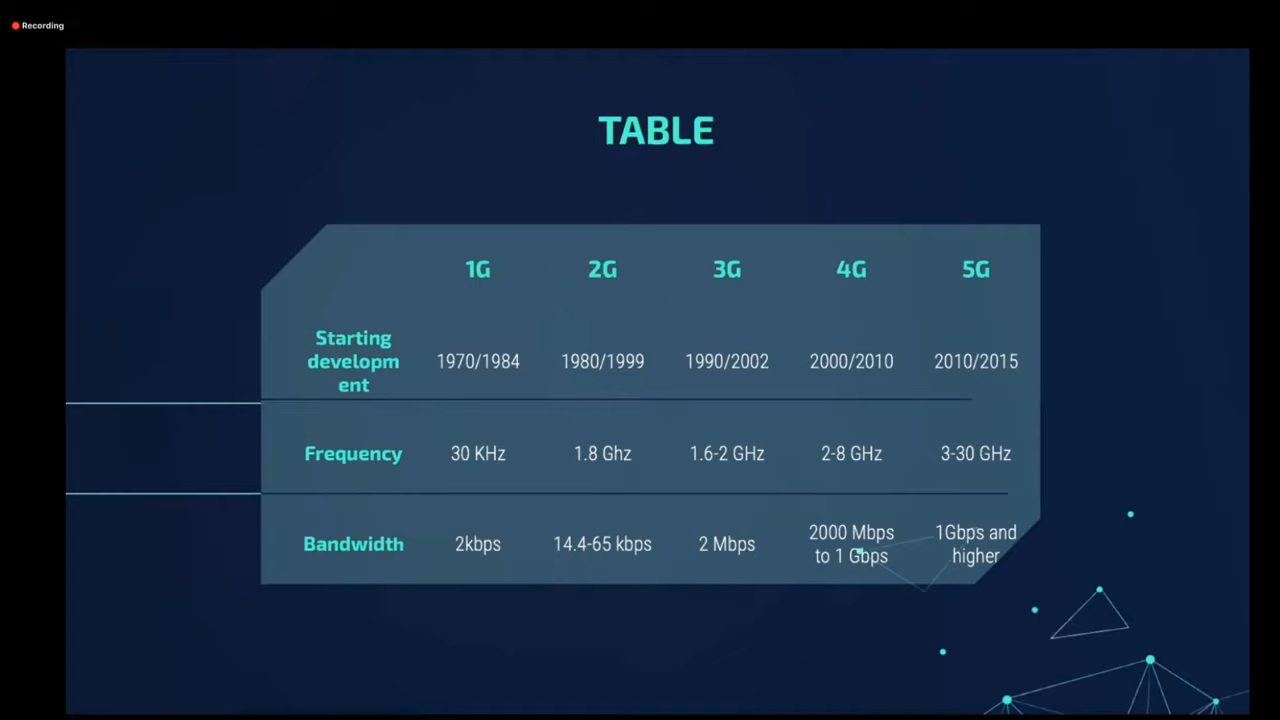 Recording
TABLE
1G 2G 3G 4G 5G
Starting
developm
ent
1970/1984 1980/1999 1990/2002 2000/2010 2010/2015
Frequency 30 KHz 1.8 Ghz 1.6-2 GHz 2-8 GHz 3-30 GHz
Bandwidth 2kbps 14.4-65 kbps 2 Mbps
2000 Mbps
to 1 Gbps
1Gbps and
higher